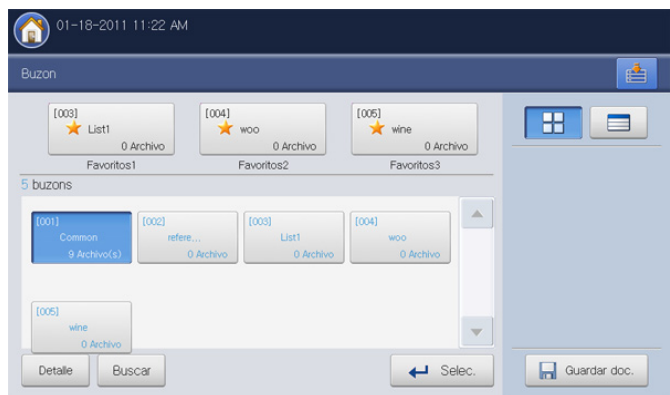 01-18-2011 11:22 AM
Buzon
[003]
List1
0 Archivo
[004]
woo
0 Archivo
[005]
wine
0 Archivo
Favoritos1
Favoritos2
Favoritos3
5 buzons
[001]
Common
9 Archivo(s)
[002]
refere...
0 Archivo
[003]
List1
0 Archivo
[004]
woo
0 Archivo
[005]
wine
0 Archivo
Detalle
Buscar
Selec.
Guardar doc.